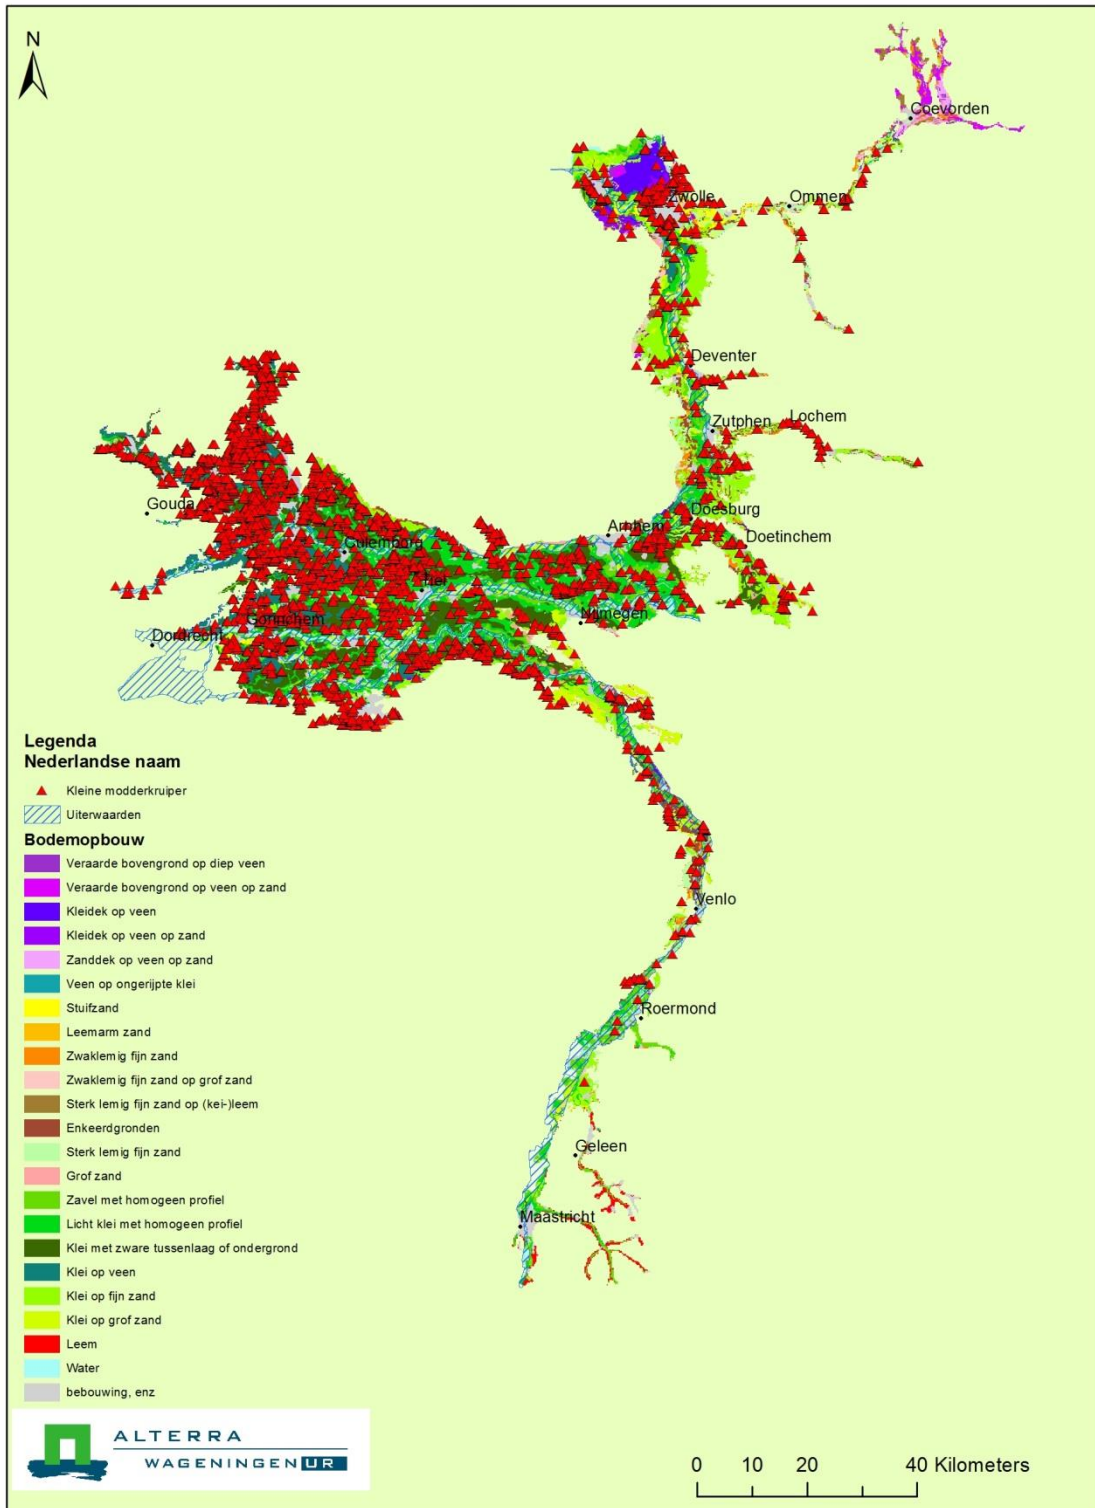 N
Coevorden
Zwolle
Ommen
Deventer
Zutphen
Lochem
Gouda
Arnhem
Doesburg
Culemborg
Doetinchem
Tiel
Nijmegen
Gorinchem
Dordrecht
Legenda
Nederlandse naam
Kleine modderkruiper
Uiterwaarden
Bodemopbouw
Veraarde bovengrond op diep veen
Veraarde bovengrond op veen op zand
Kleidek op veen
Kleidek op veen op zand
Zanddek op veen op zand
Veen op ongerijpte klei
Stuifzand
Leemarm zand
Zwaklemig fijn zand
Zwaklemig fijn zand op grof zand
Sterk lemig fijn zand op (kei-)leem
Enkeerdgronden
Sterk lemig fijn zand
Grof zand
Zavel met homogeen profiel
Licht klei met homogeen profiel
Klei met zware tussenlaag of ondergrond
Klei op veen
Klei op fijn zand
Klei op grof zand
Leem
Water
bebouwing, enz
Venlo
Roermond
Geleen
Maastricht
ALTERRA
WAGENINGEN UR
0 10 20 40 Kilometers